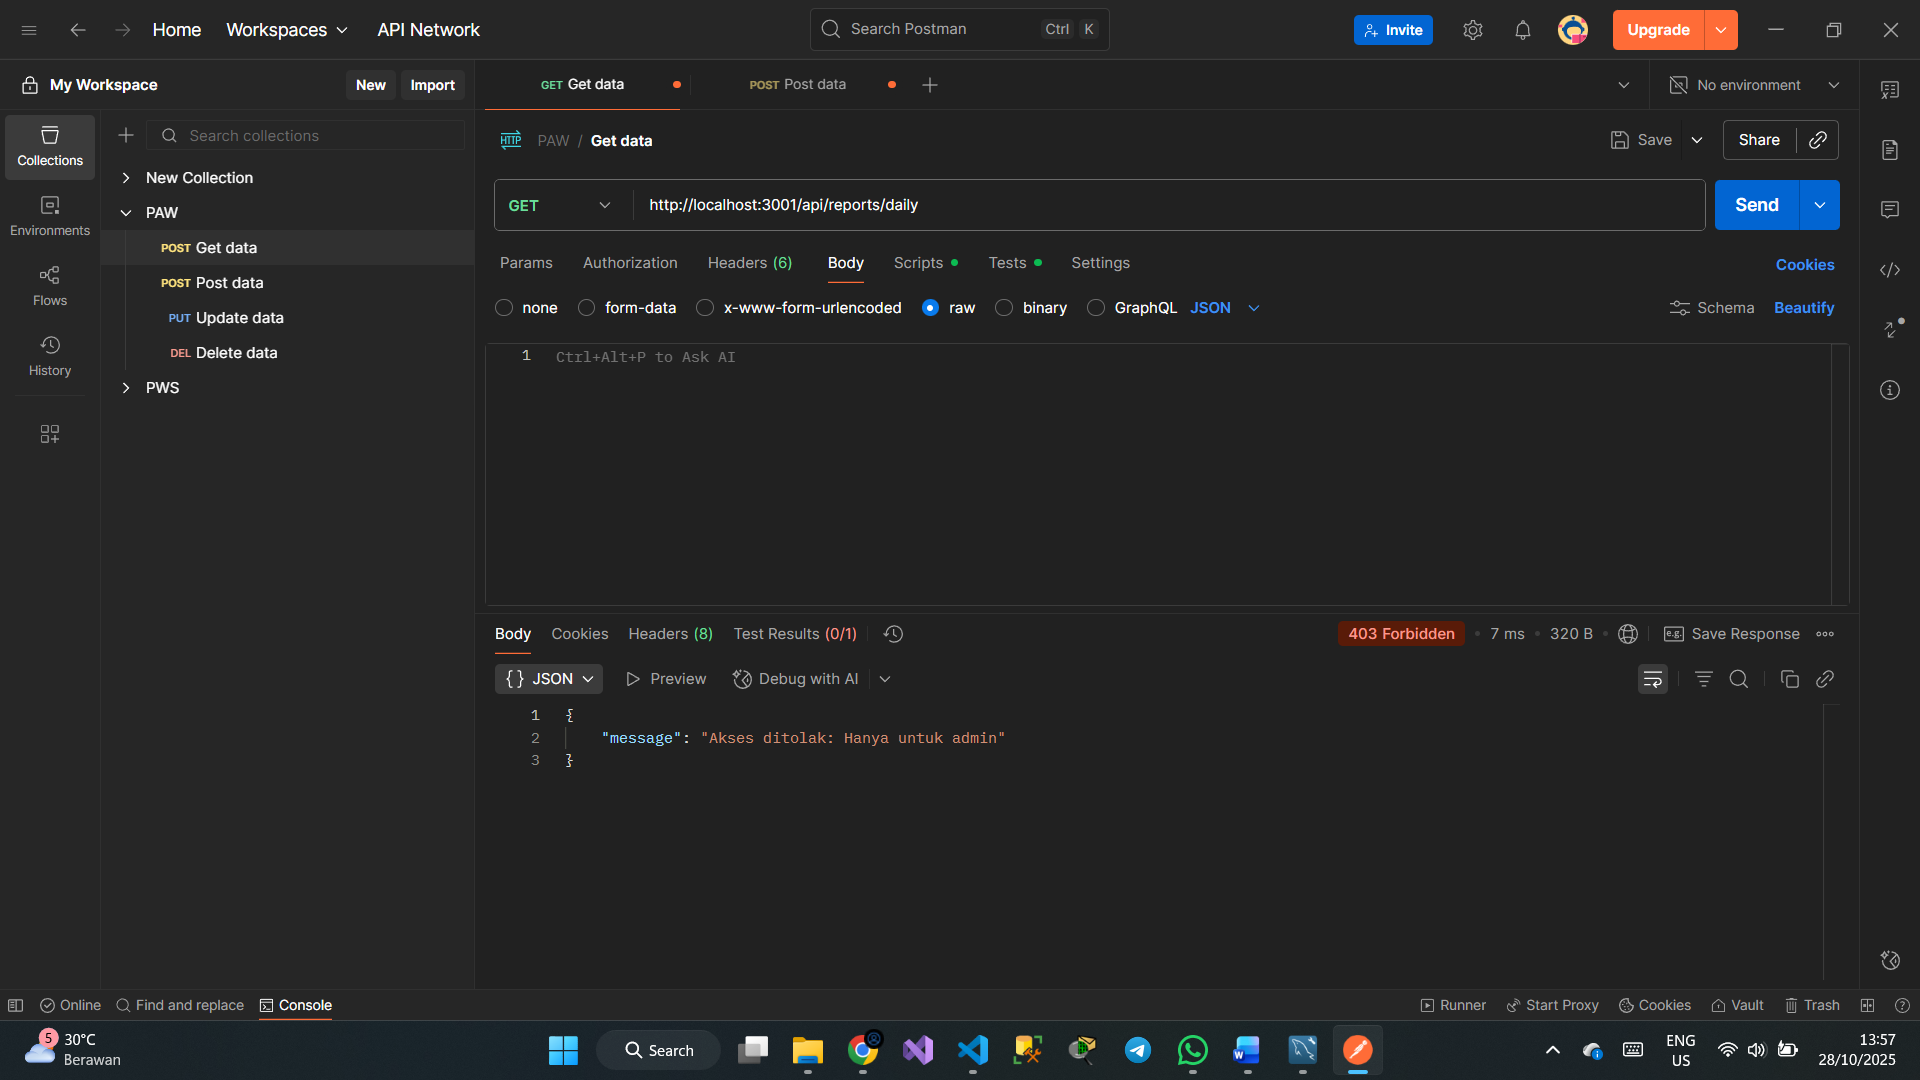 Home
Workspaces
API Network
Search Postman
Ctrl
K
Invite
Upgrade
My Workspace
New
Import
GET Get data
POST Post data
No environment
Collections
Environments
Flows
History
Search collections
New Collection
PAW
POST Get data
POST Post data
PUT Update data
DEL Delete data
PWS
HTTP
PAW / Get data
Save
Share
GET
http://localhost:3001/api/reports/daily
Send
Params
Authorization
Headers (6)
Body
Scripts
Tests
Settings
Cookies
none
form-data
x-www-form-urlencoded
raw
binary
GraphQL
JSON
Schema
Beautify
1
Ctrl+Alt+P to Ask AI
Body
Cookies
Headers (8)
Test Results (0/1)
403 Forbidden
7 ms
320 B
e.g.
Save Response
{} JSON
Preview
Debug with AI
1 {
2 "message": "Akses ditolak: Hanya untuk admin"
3 }
Online
Find and replace
Console
Runner
Start Proxy
Cookies
Vault
Trash
5
30°C
Berawan
Search
ENG
US
13:57
28/10/2025